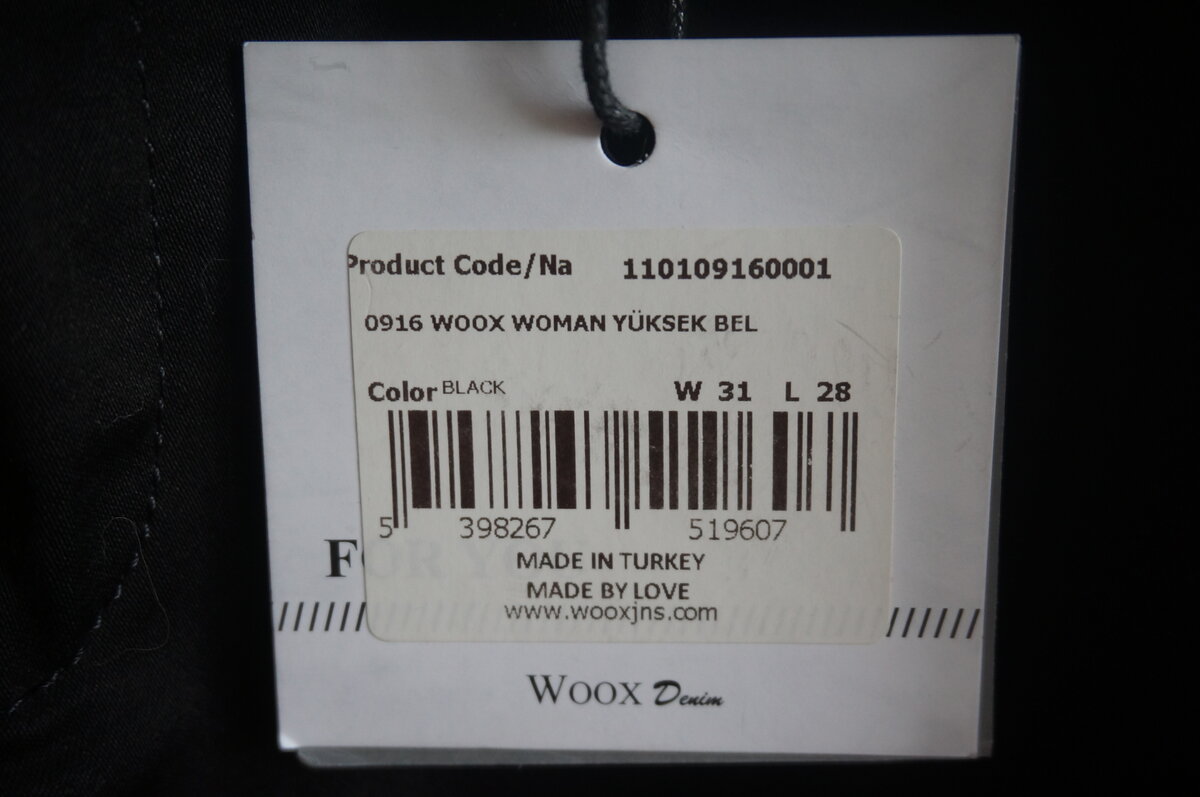 Product Code/Na 110109160001
0916 WOOX WOMAN YÜKSEK BEL
Color BLACK W 31 L 28
5 398267 519607
MADE IN TURKEY
MADE BY LOVE
www.wooxjns.com
WOOX Denim